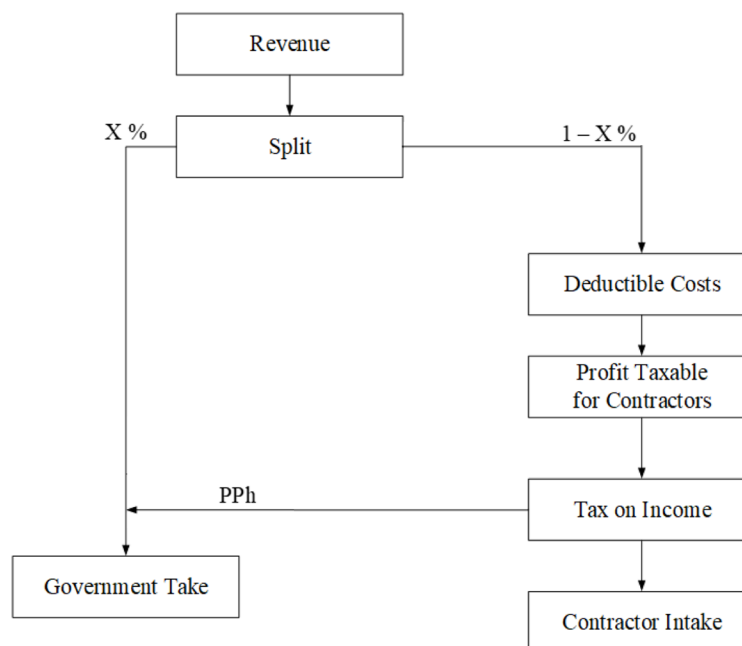 Revenue
X %
Split
1 – X %
Deductible Costs
Profit Taxable
for Contractors
PPh
Tax on Income
Government Take
Contractor Intake